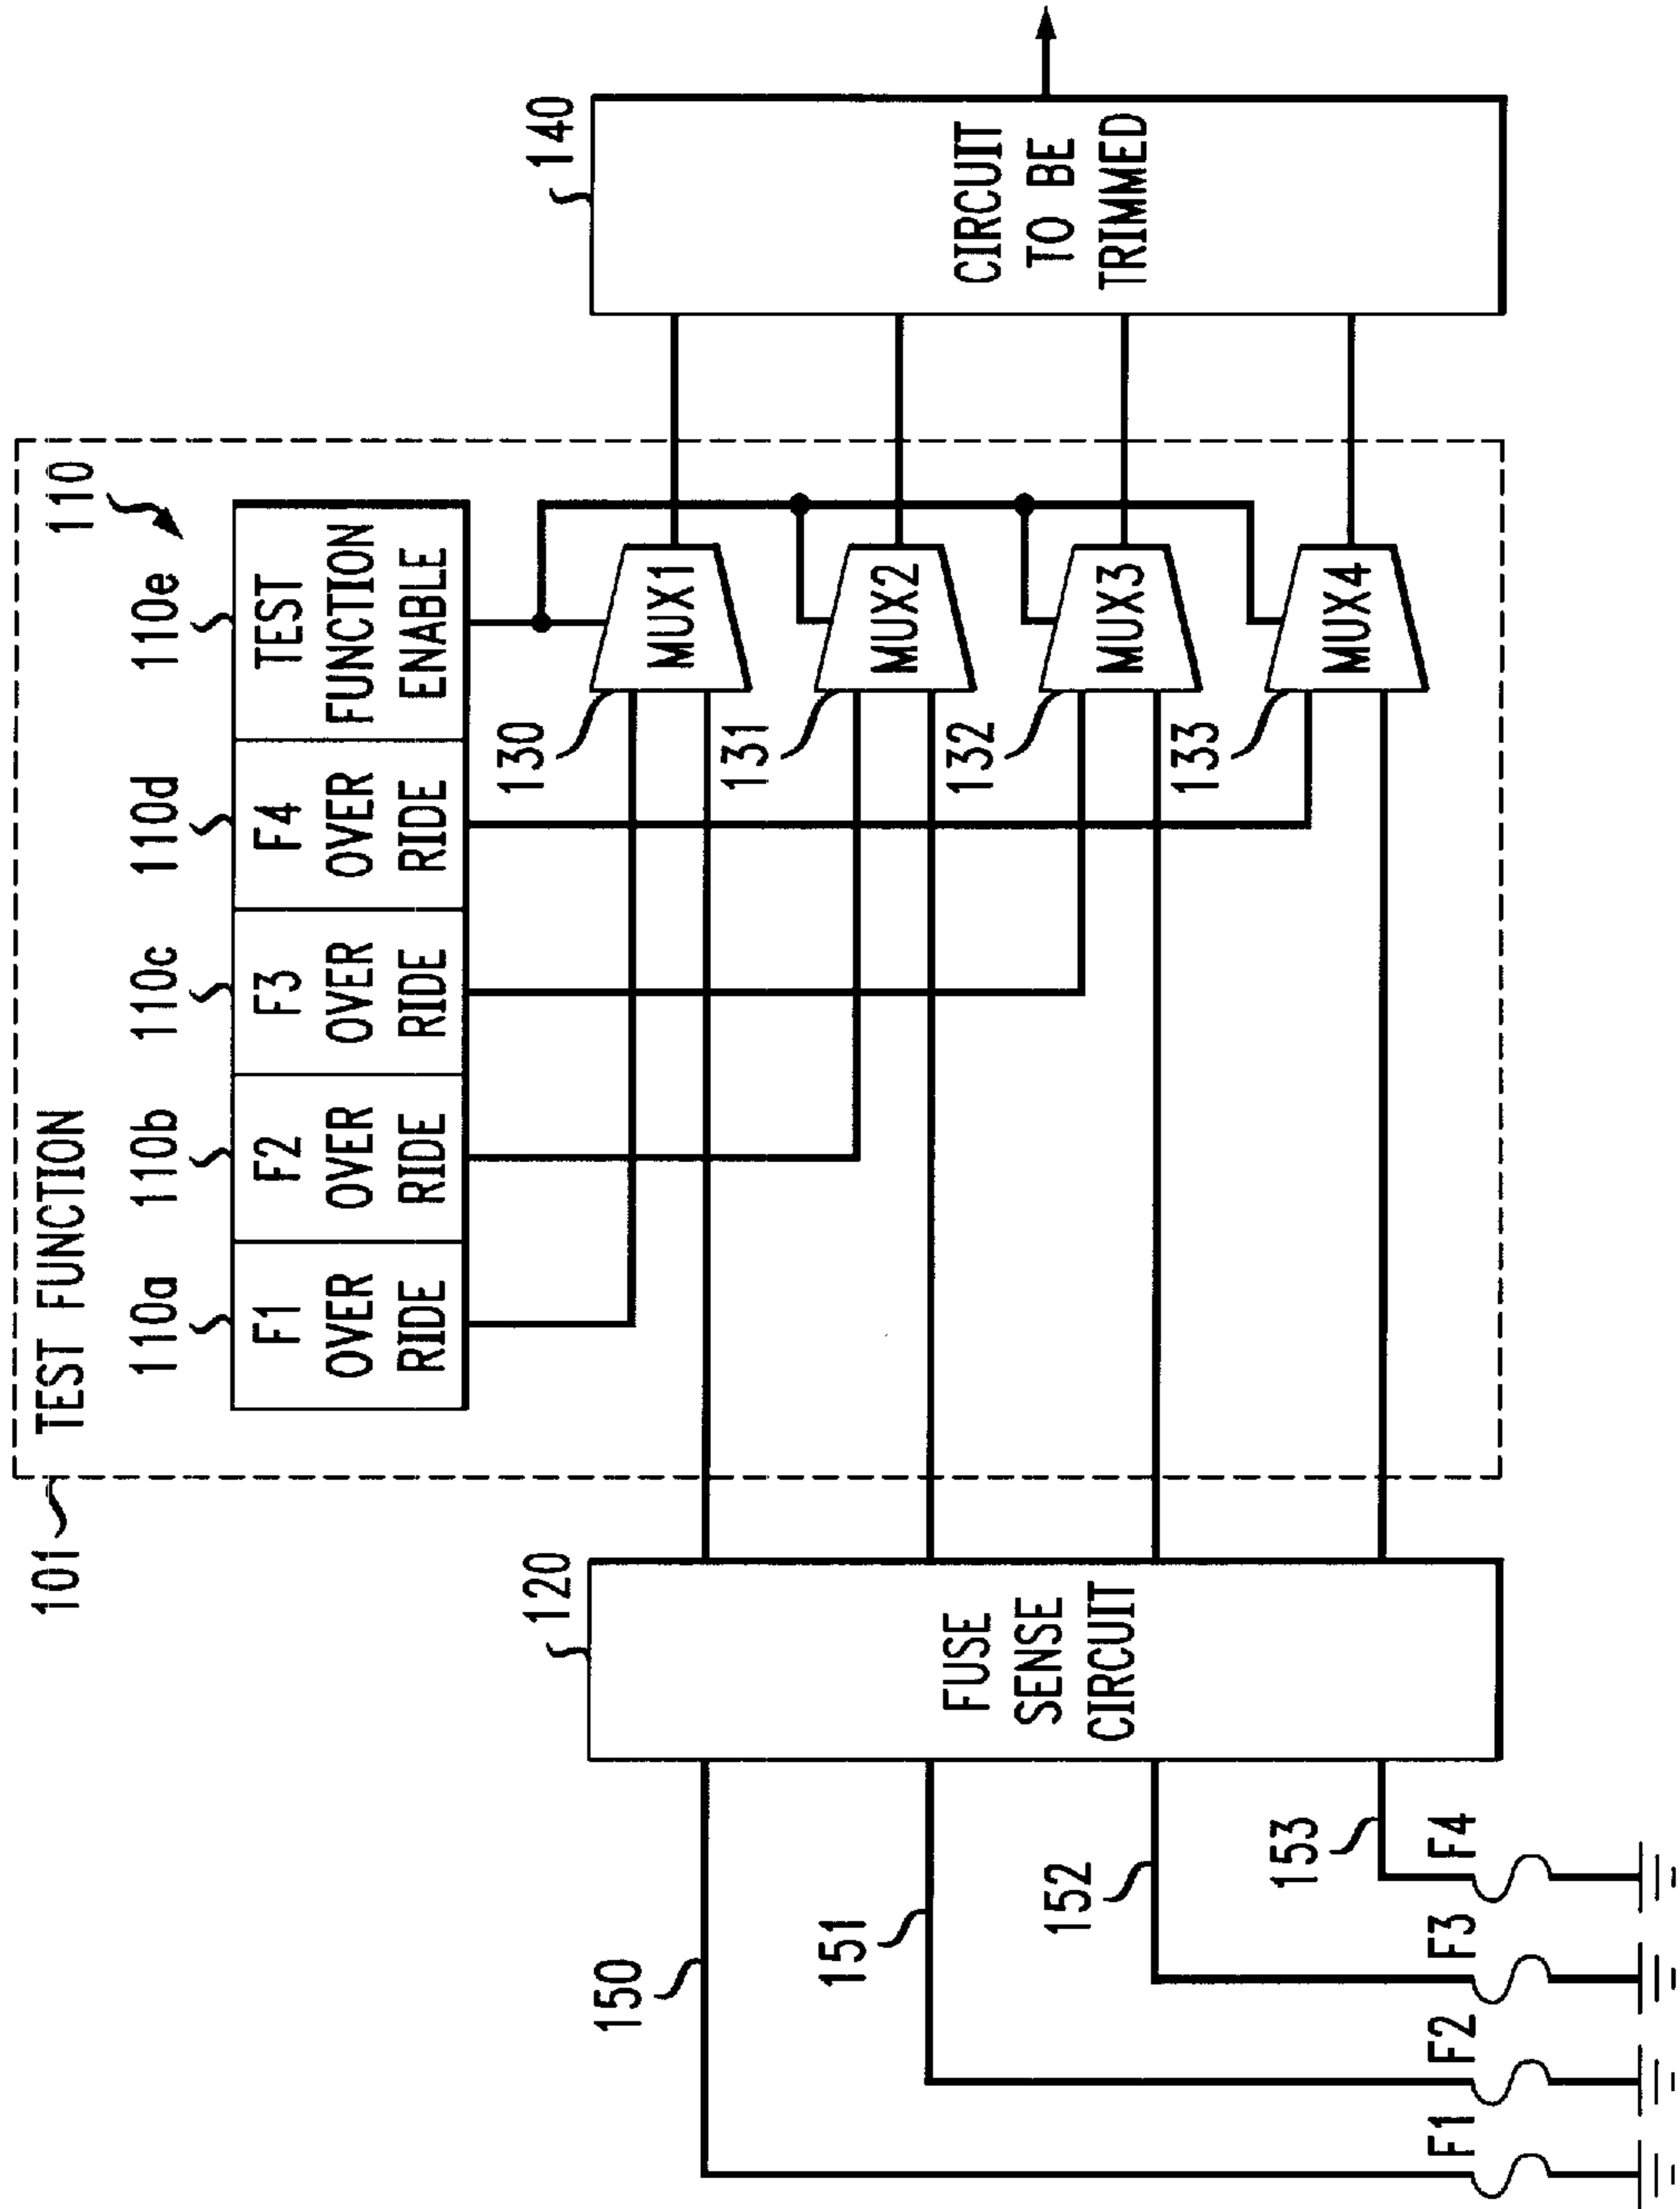 101
TEST FUNCTION
110a
110b
110c
110d
110e
110
F1
OVER
RIDE
F2
OVER
RIDE
F3
OVER
RIDE
F4
OVER
RIDE
TEST
FUNCTION
ENABLE
120
FUSE
SENSE
CIRCUIT
130
MUX1
131
MUX2
132
MUX3
133
MUX4
140
CIRCUIT
TO BE
TRIMMED
150
151
152
153
F1
F2
F3
F4